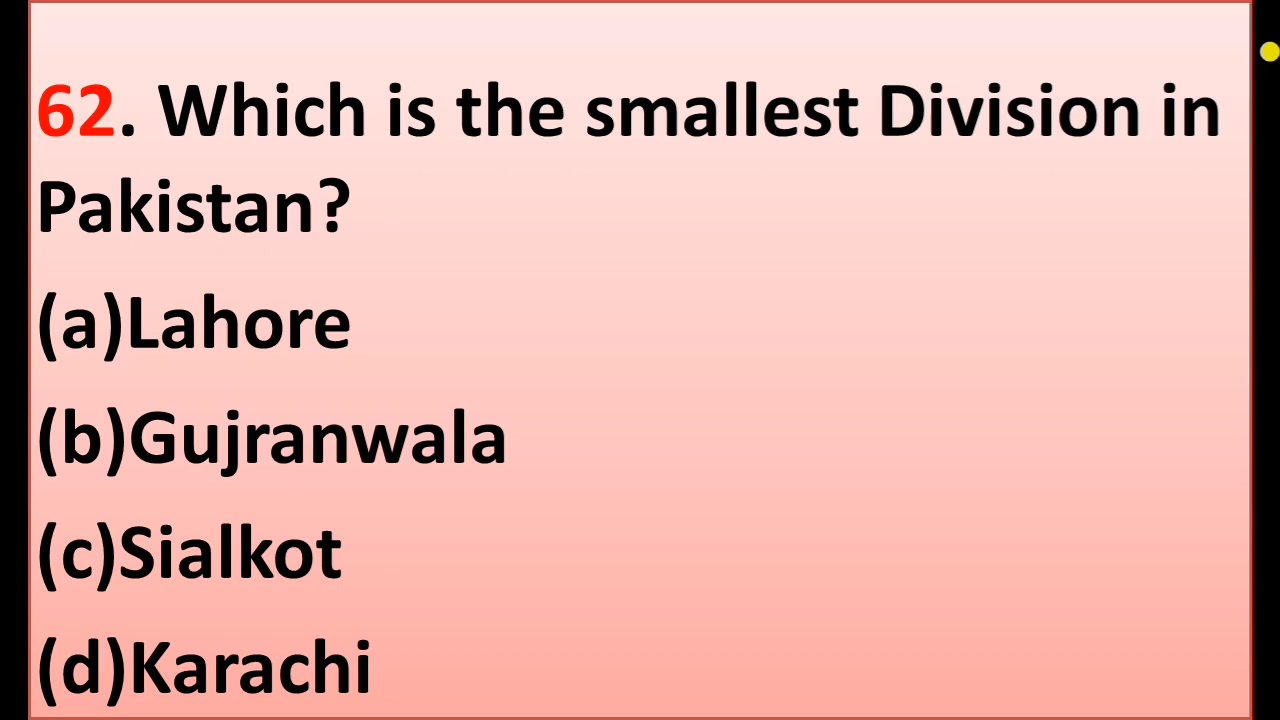 62. Which is the smallest Division in
Pakistan?
(a)Lahore
(b)Gujranwala
(c)Sialkot
(d)Karachi